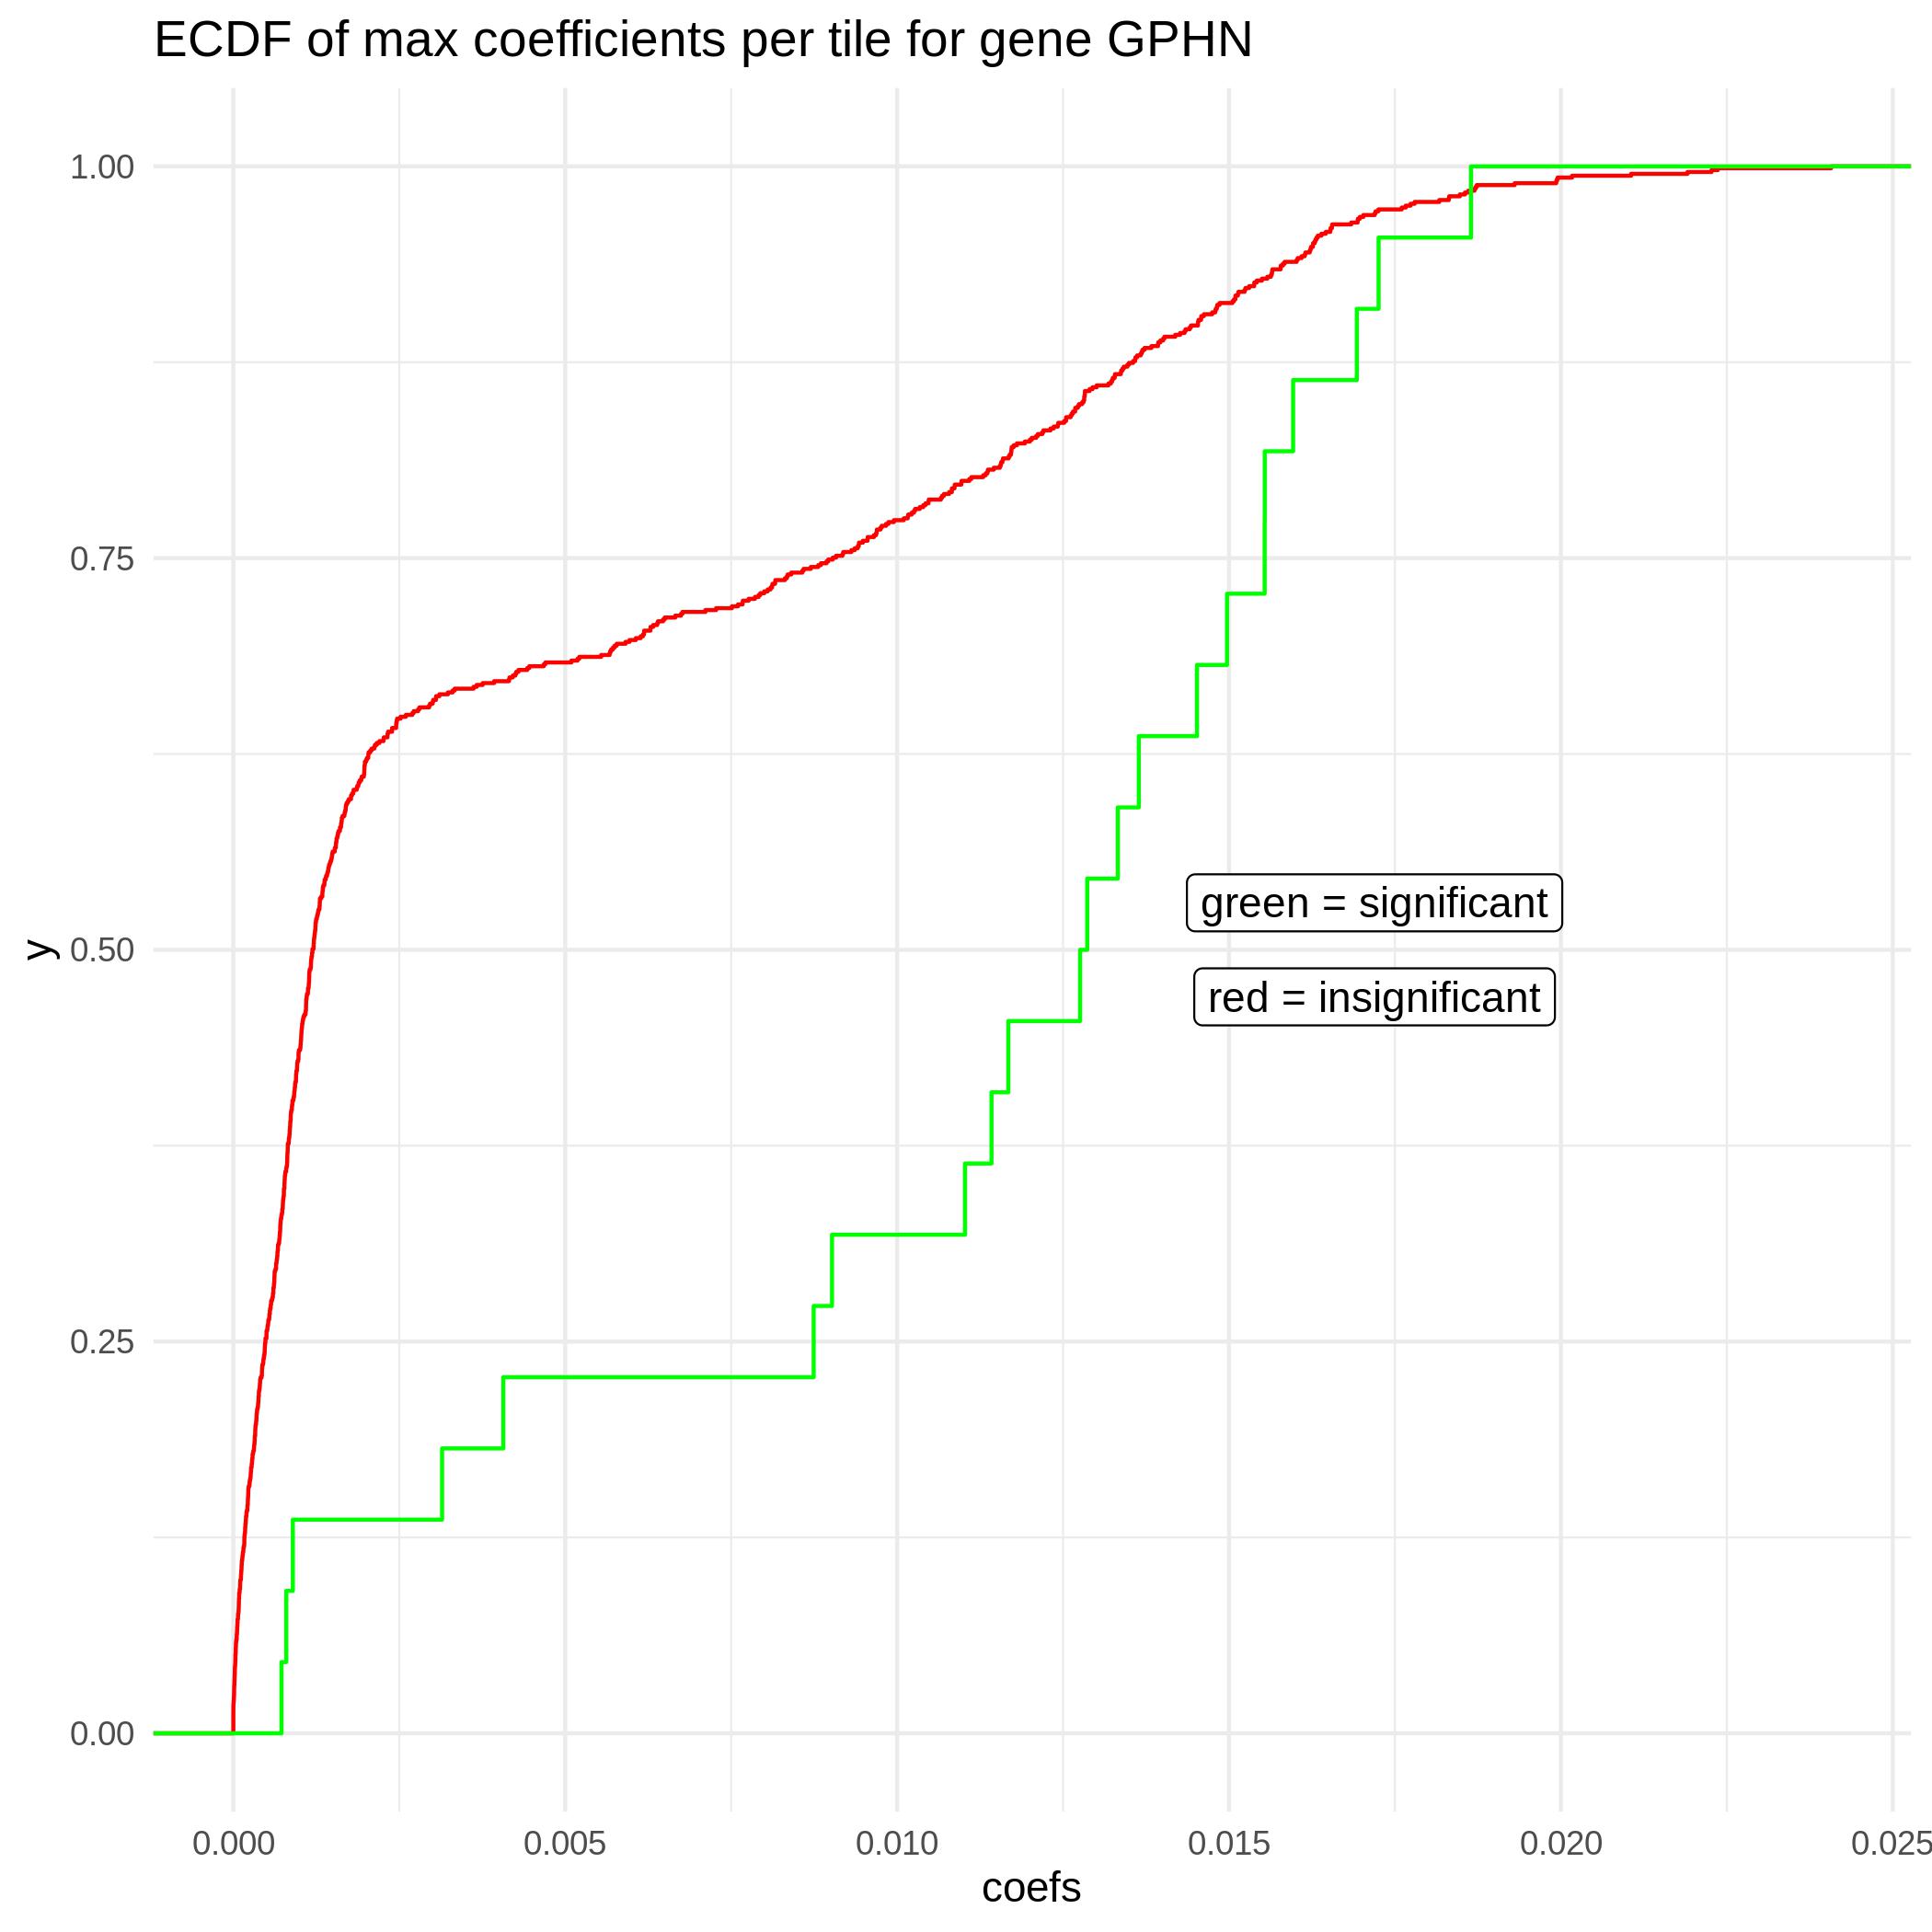 ECDF of max coefficients per tile for gene GPHN
1.00
0.75
0.50
0.25
0.00
y
green = significant
red = insignificant
0.000 0.005 0.010 0.015 0.020 0.025
coefs